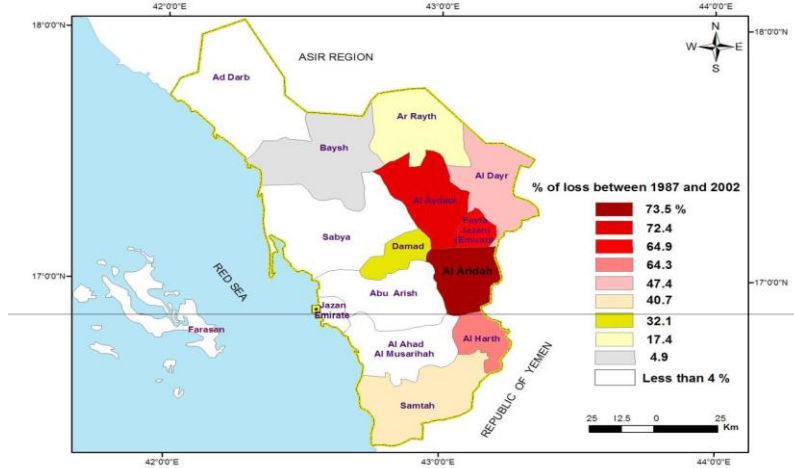 42°0'0"E
43°0'0"E
44°0'0"E
18°0'0"N
18°0'0"N
N
W E
S
ASIR REGION
Ad Darb
Ar Rayth
Baysh
Al Dayr
% of loss between 1987 and 2002
73.5 %
72.4
64.9
64.3
47.4
40.7
32.1
17.4
4.9
Less than 4 %
Al Aydabi
Fayfa
Jazan)
(Emirate
Sabya
Damad
Al Aridah
17°0'0"N
17°0'0"N
RED SEA
Abu Arish
Jazan
Emirate
Farasan
Al Ahad
Al Musarihah
Al Harth
Samtah
REPUBLIC OF YEMEN
25 12.5 0 25
Km
42°0'0"E
43°0'0"E
44°0'0"E